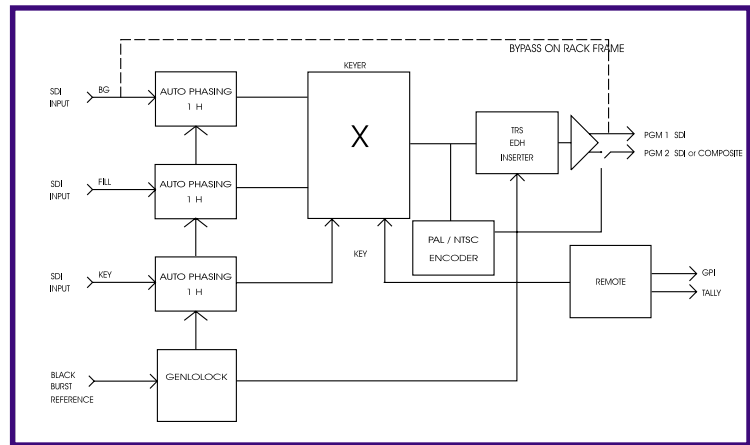 BYPASS ON RACK FRAME
KEYER
SDI
INPUT
BG
AUTO PHASING
1 H
X
TRS
EDH
INSERTER
PGM 1 SDI
PGM 2 SDI or COMPOSITE
SDI
INPUT
FILL
AUTO PHASING
1 H
PAL / NTSC
ENCODER
SDI
INPUT
KEY
AUTO PHASING
1 H
KEY
REMOTE
GPI
TALLY
BLACK
BURST
REFERENCE
GENLOLOCK